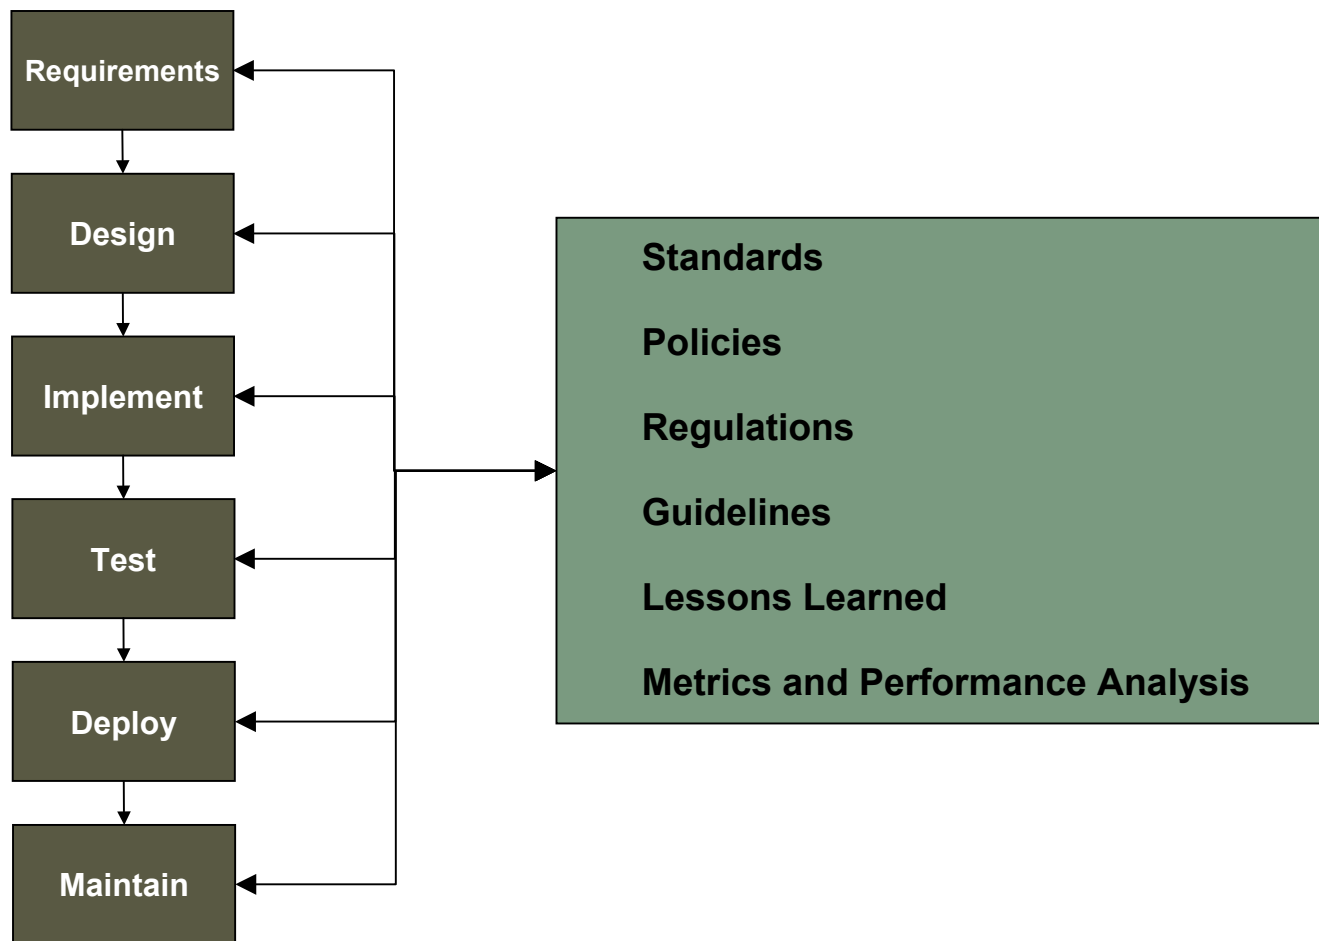 Requirements
Design
Implement
Test
Deploy
Maintain
Standards
Policies
Regulations
Guidelines
Lessons Learned
Metrics and Performance Analysis